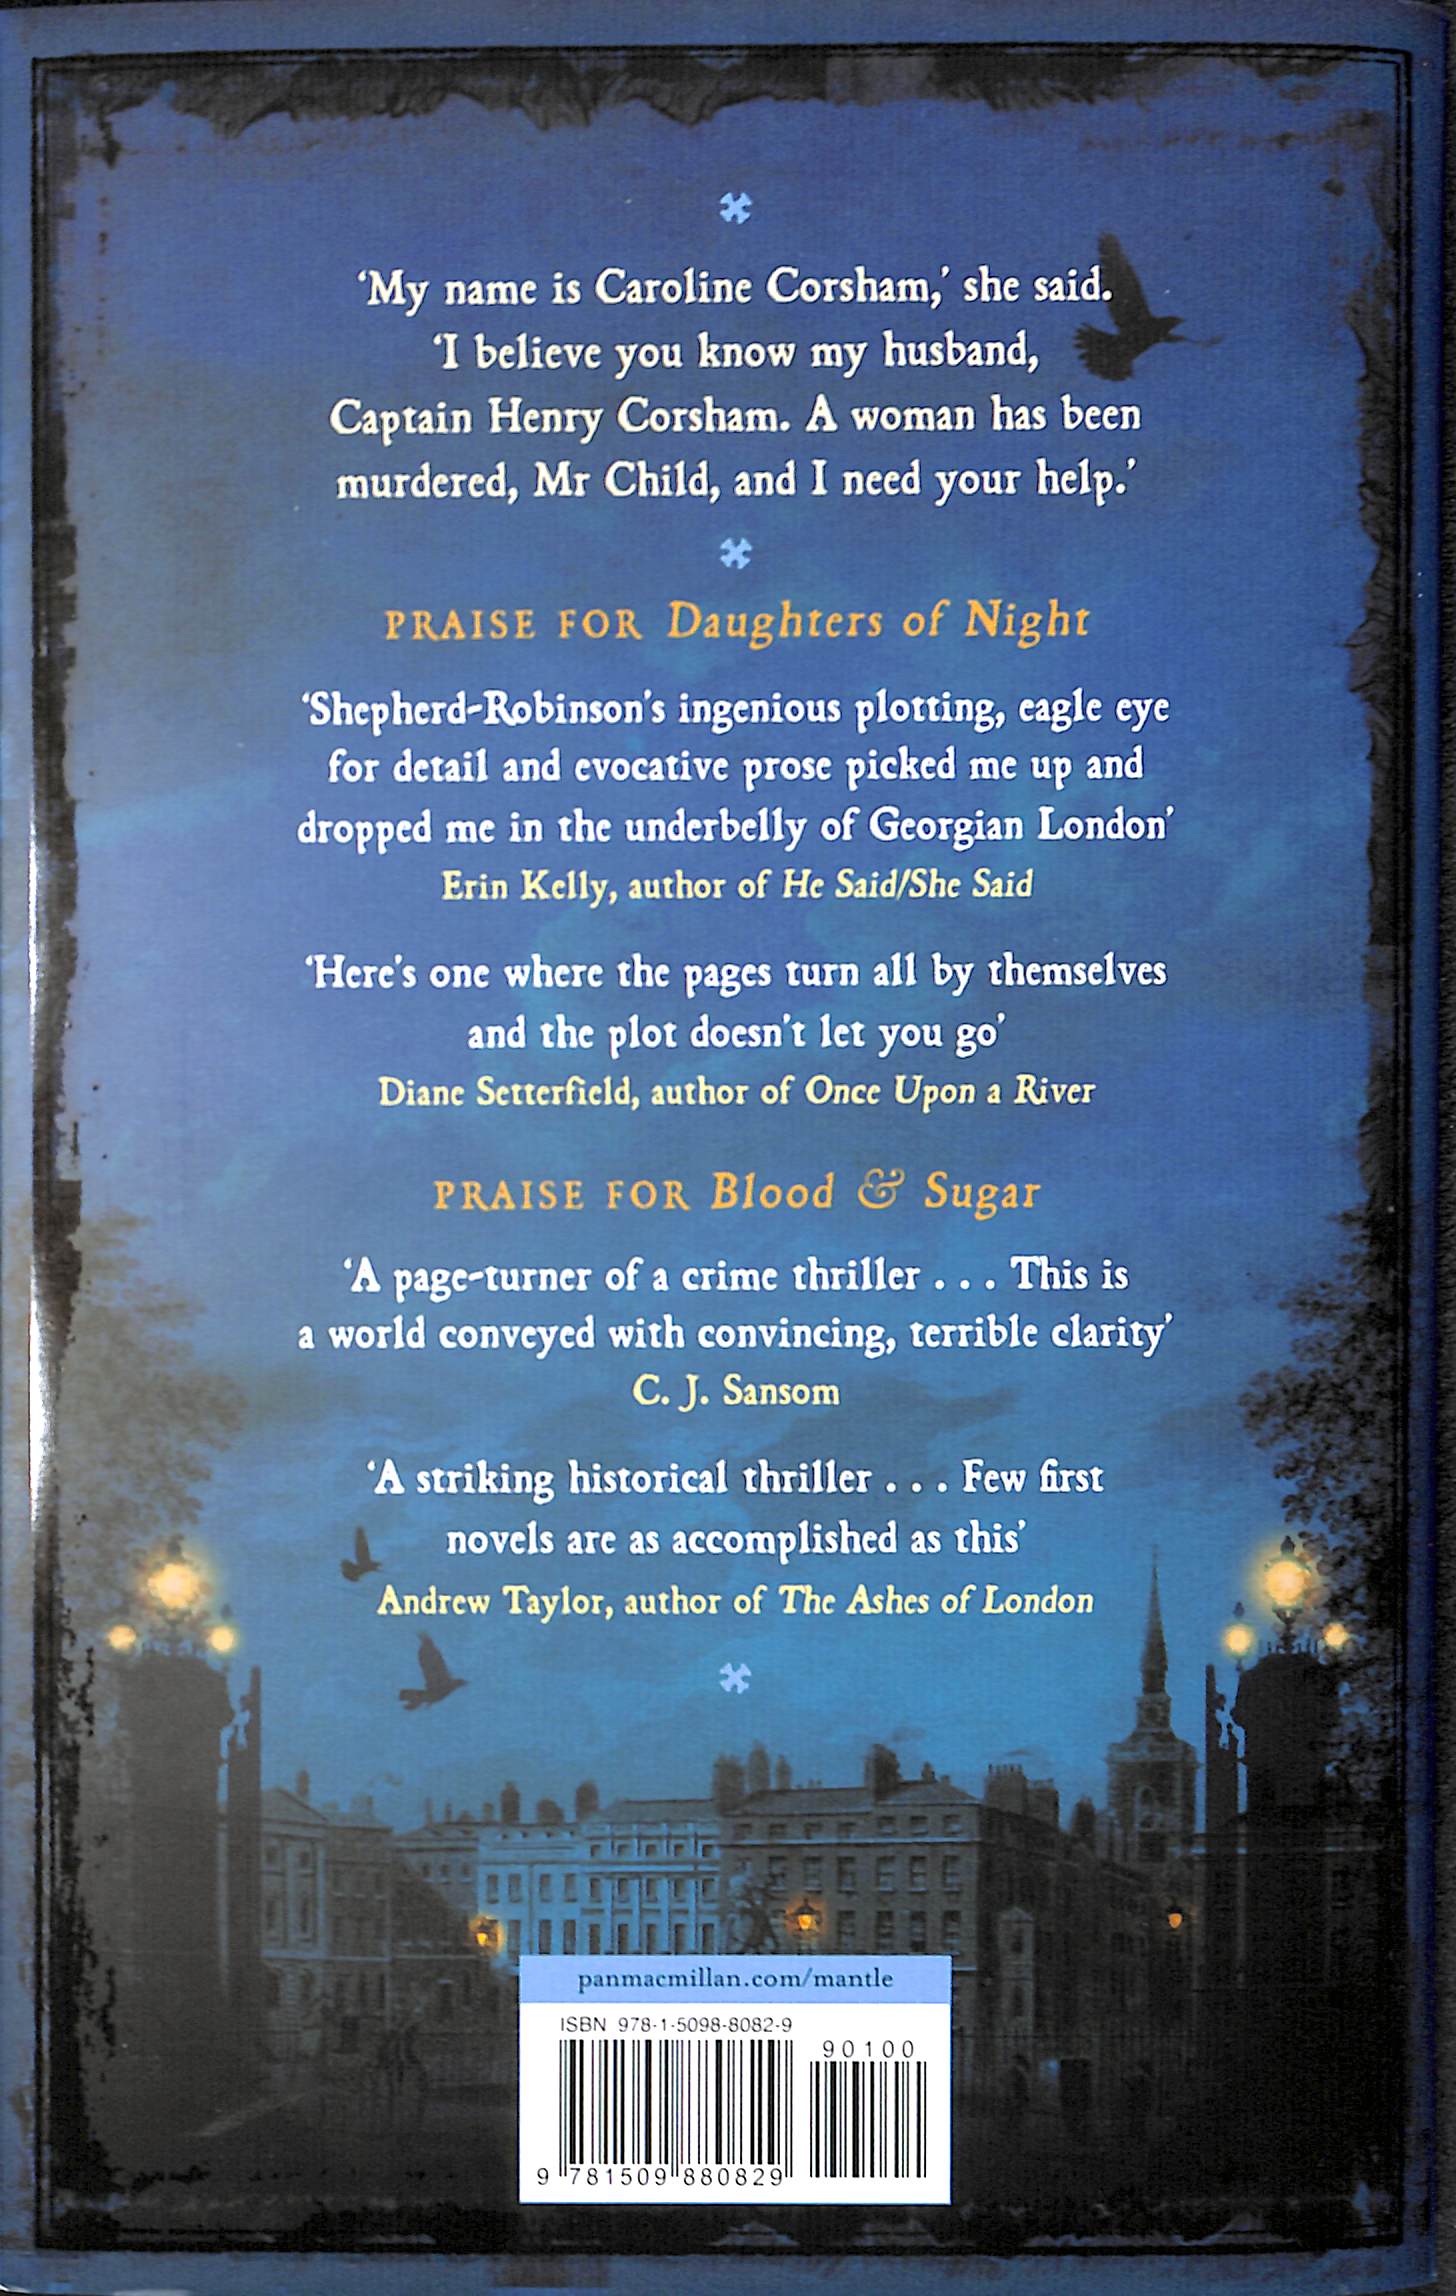 ‘My name is Caroline Corsham,’ she said.
‘I believe you know my husband,
Captain Henry Corsham. A woman has been
murdered, Mr Child, and I need your help.’
PRAISE FOR Daughters of Night
‘Shepherd-Robinson's ingenious plotting, eagle eye
for detail and evocative prose picked me up and
dropped me in the underbelly of Georgian London’
Erin Kelly, author of He Said/She Said
‘Here's one where the pages turn all by themselves
and the plot doesn't let you go’
Diane Setterfield, author of Once Upon a River
PRAISE FOR Blood & Sugar
‘A page-turner of a crime thriller . . . This is
a world conveyed with convincing, terrible clarity’
C. J. Sansom
‘A striking historical thriller . . . Few first
novels are as accomplished as this’
Andrew Taylor, author of The Ashes of London
panmacmillan.com/mantle
ISBN 978-1-5098-8082-9
90100
9 781509 880829